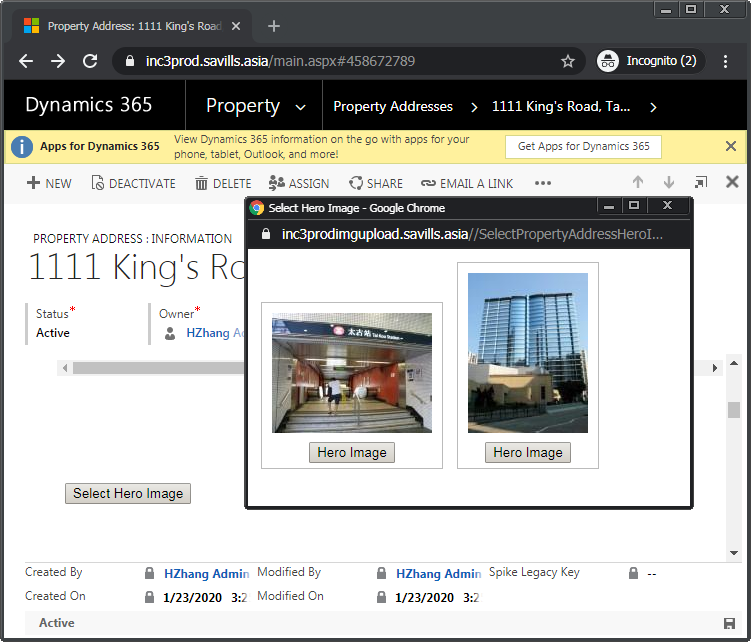 Property Address: 1111 King's Road
inc3prod.savills.asia/main.aspx#458672789
Incognito (2)
Dynamics 365
Property
Property Addresses
1111 King's Road, Ta...
Apps for Dynamics 365
View Dynamics 365 information on the go with apps for your
phone, tablet, Outlook, and more!
Get Apps for Dynamics 365
NEW
DEACTIVATE
DELETE
ASSIGN
SHARE
EMAIL A LINK
Select Hero Image - Google Chrome
inc3prodimgupload.savills.asia//SelectPropertyAddressHeroI...
PROPERTY ADDRESS : INFORMATION
1111 King's Ro
Status*
Active
Owner*
HZhang Ad
太古站 Tai Koo Station
Hero Image
Hero Image
Select Hero Image
Created By HZhang Admin Modified By HZhang Admin Spike Legacy Key --
Created On 1/23/2020 3:2 Modified On 1/23/2020 3:2
Active